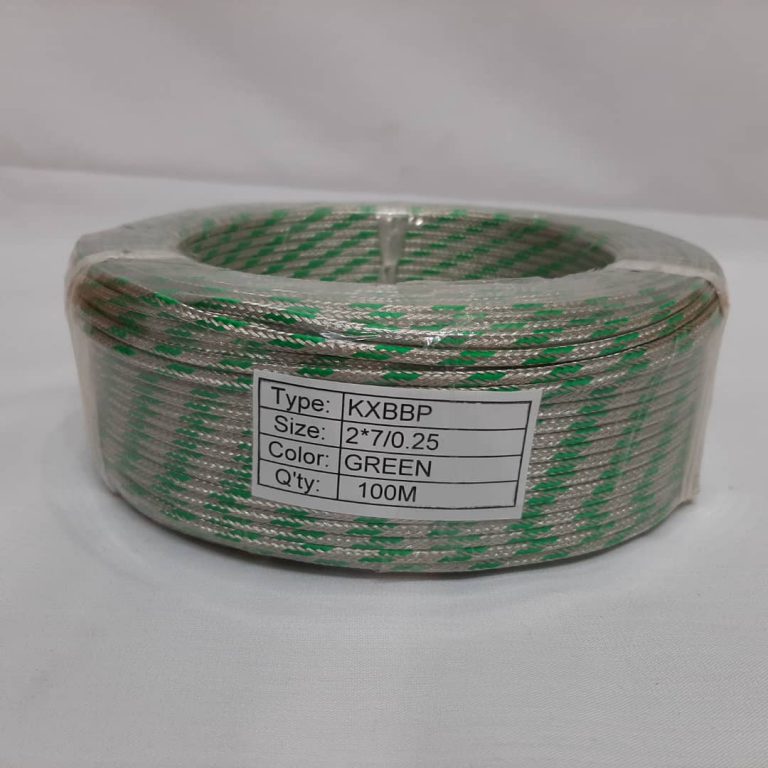 Type: KXBBP
Size: 2*7/0.25
Color: GREEN
Q'ty: 100M